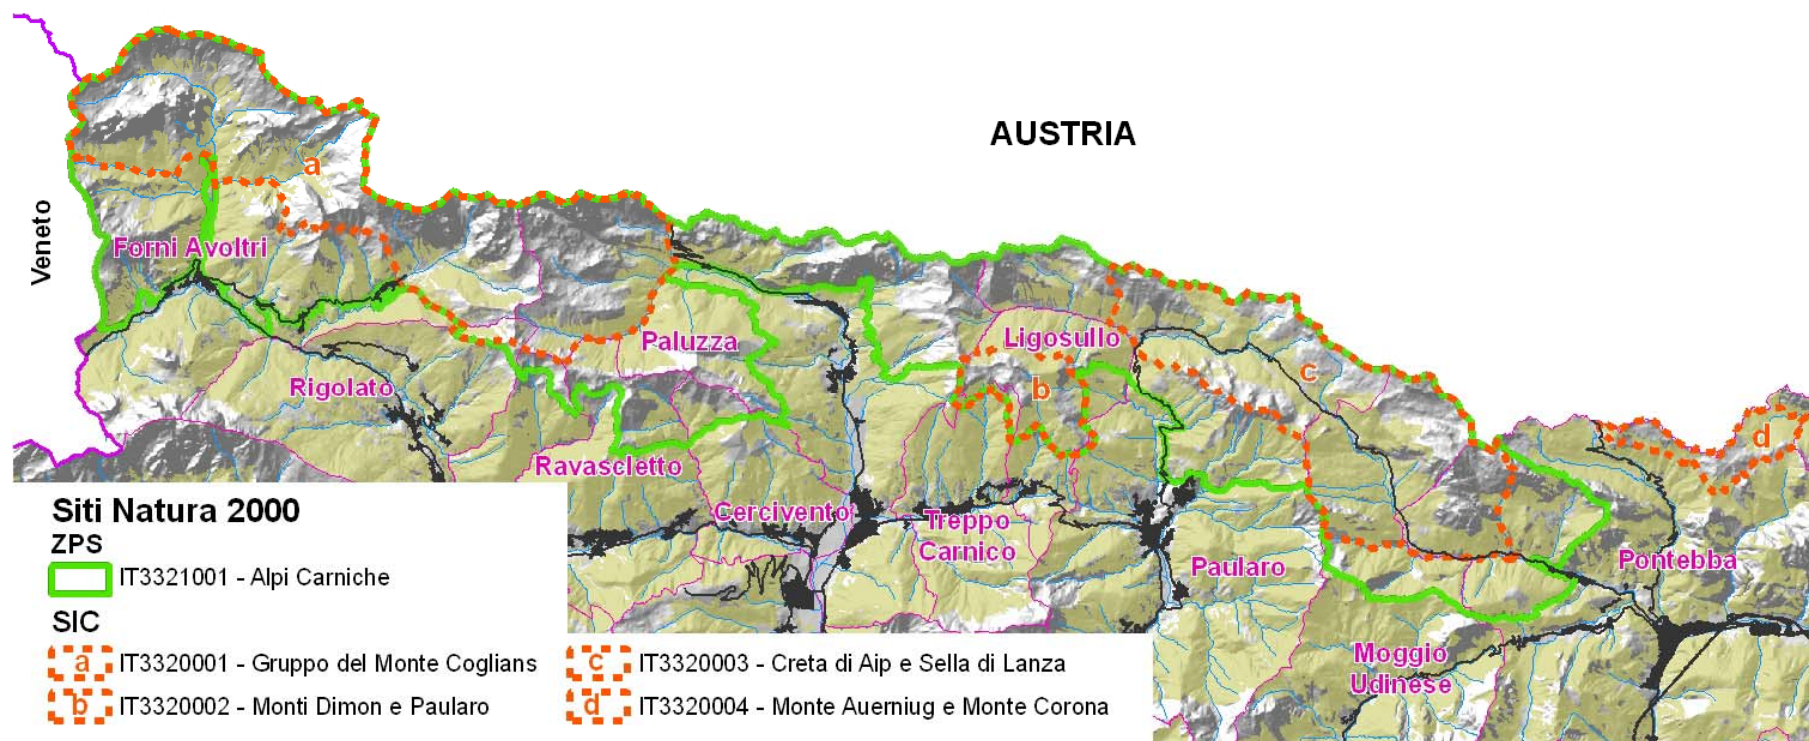 AUSTRIA
a
Veneto
Forni Avoltri
Paluzza
Ligosullo
Rigolato
b
c
d
Ravascletto
Cercivento
Treppo
Carnico
Paularo
Pontebba
Moggio
Udinese
Siti Natura 2000
ZPS
IT3321001 - Alpi Carniche
SIC
a IT3320001 - Gruppo del Monte Coglians
b IT3320002 - Monti Dimon e Paularo
c IT3320003 - Creta di Aip e Sella di Lanza
d IT3320004 - Monte Auerniug e Monte Corona